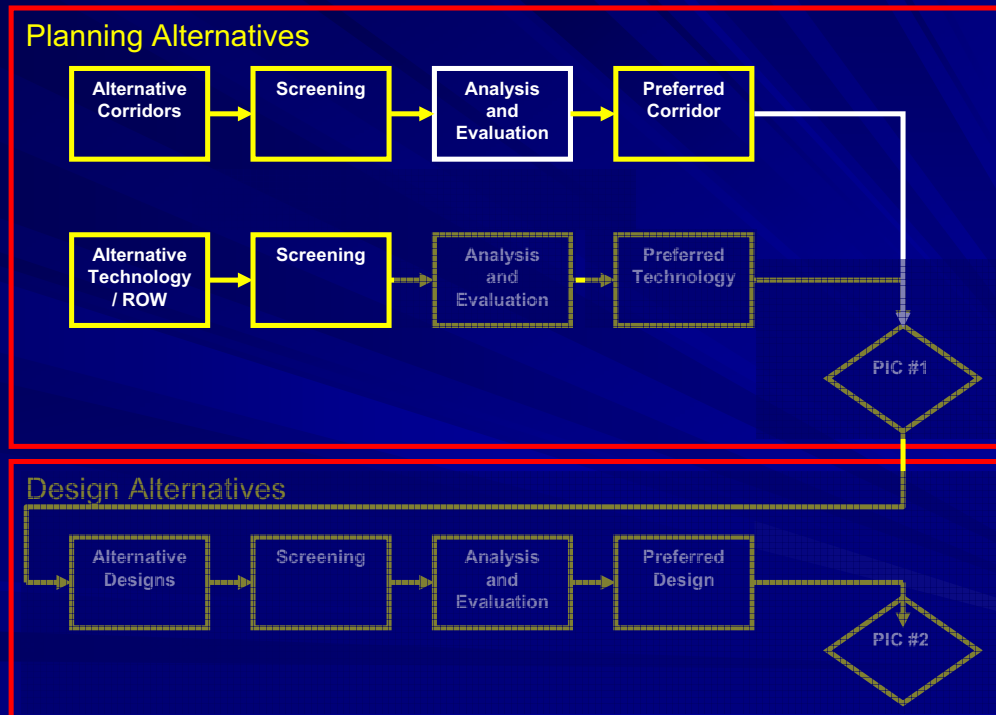 Planning Alternatives
Alternative
Corridors
Screening
Analysis
and
Evaluation
Preferred
Corridor
Alternative
Technology
/ ROW
Screening
Analysis
and
Evaluation
Preferred
Technology
PIC #1
Design Alternatives
Alternative
Designs
Screening
Analysis
and
Evaluation
Preferred
Design
PIC #2